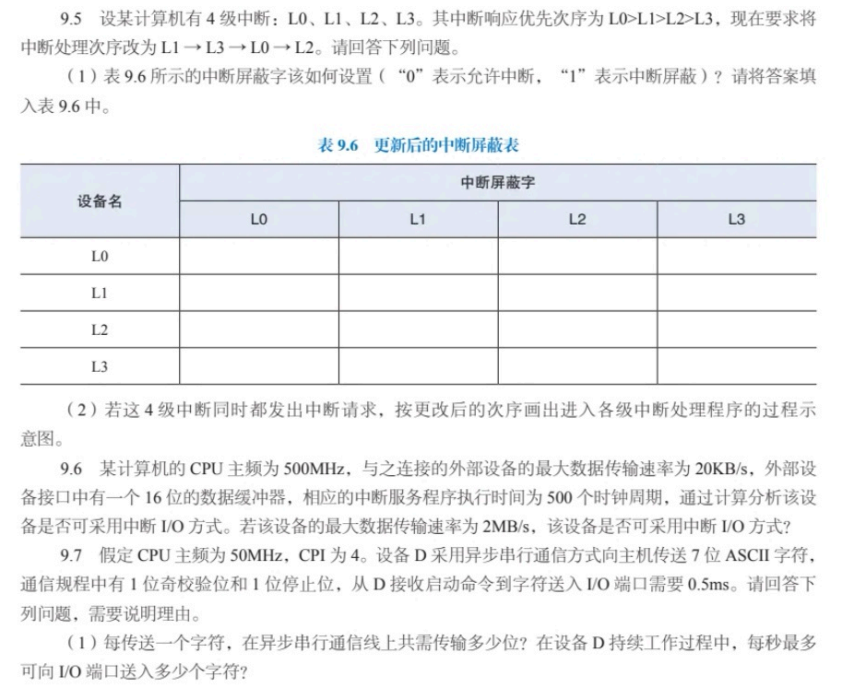 9.5 设某计算机有 4 级中断：L0、L1、L2、L3。其中断响应优先次序为 L0>L1>L2>L3，现在要求将
中断处理次序改为 L1→L3→L0→L2。请回答下列问题。
（1）表 9.6 所示的中断屏蔽字该如何设置（“0”表示允许中断，“1”表示中断屏蔽）？请将答案填
入表 9.6 中。
表 9.6 更新后的中断屏蔽表
设备名
中断屏蔽字
L0 L1 L2 L3
L0
L1
L2
L3
（2）若这 4 级中断同时都发出中断请求，按更改后的次序画出进入各级中断处理程序的过程示
意图。
9.6 某计算机的 CPU 主频为 500MHz，与之连接的外部设备的最大数据传输速率为 20KB/s，外部设
备接口中有一个 16 位的数据缓冲器，相应的中断服务程序执行时间为 500 个时钟周期，通过计算分析该设
备是否可采用中断 I/O 方式。若该设备的最大数据传输速率为 2MB/s，该设备是否可采用中断 I/O 方式？
9.7 假定 CPU 主频为 50MHz，CPI 为 4。设备 D 采用异步串行通信方式向主机传送 7 位 ASCII 字符，
通信规程中有 1 位奇校验位和 1 位停止位，从 D 接收启动命令到字符送入 I/O 端口需要 0.5ms。请回答下
列问题，需要说明理由。
（1）每传送一个字符，在异步串行通信线上共需传输多少位？在设备 D 持续工作过程中，每秒最多
可向 I/O 端口送入多少个字符？